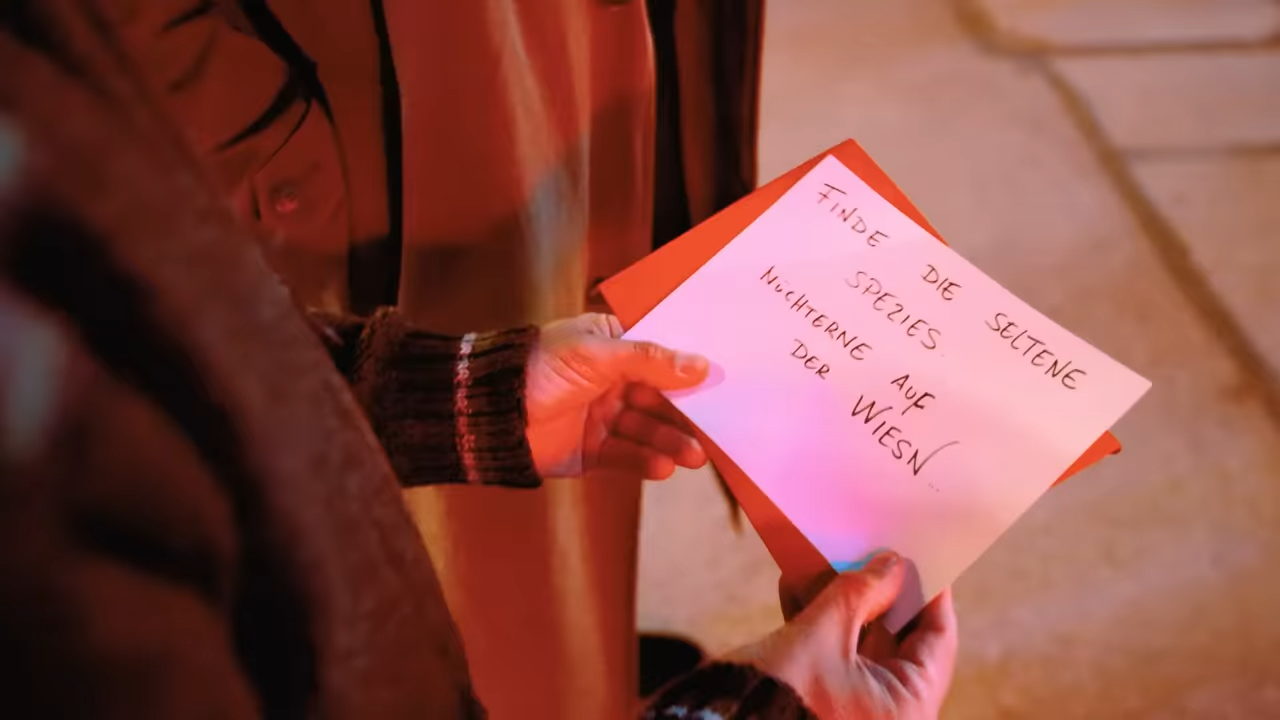 FINDE DIE SELTENE
SPEZIES.
NÜCHTERNE AUF
DER WIESN...